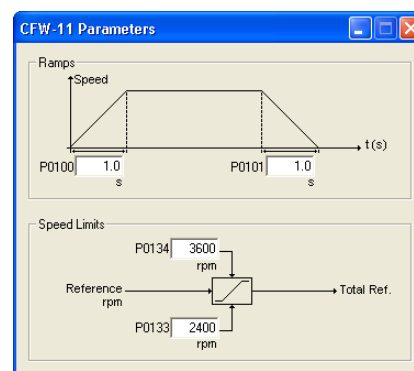 CFW-11 Parameters
Ramps
Speed
t(s)
P0100 1.0 s
P0101 1.0 s
Speed Limits
P0134 3600 rpm
Reference rpm
Total Ref.
P0133 2400 rpm